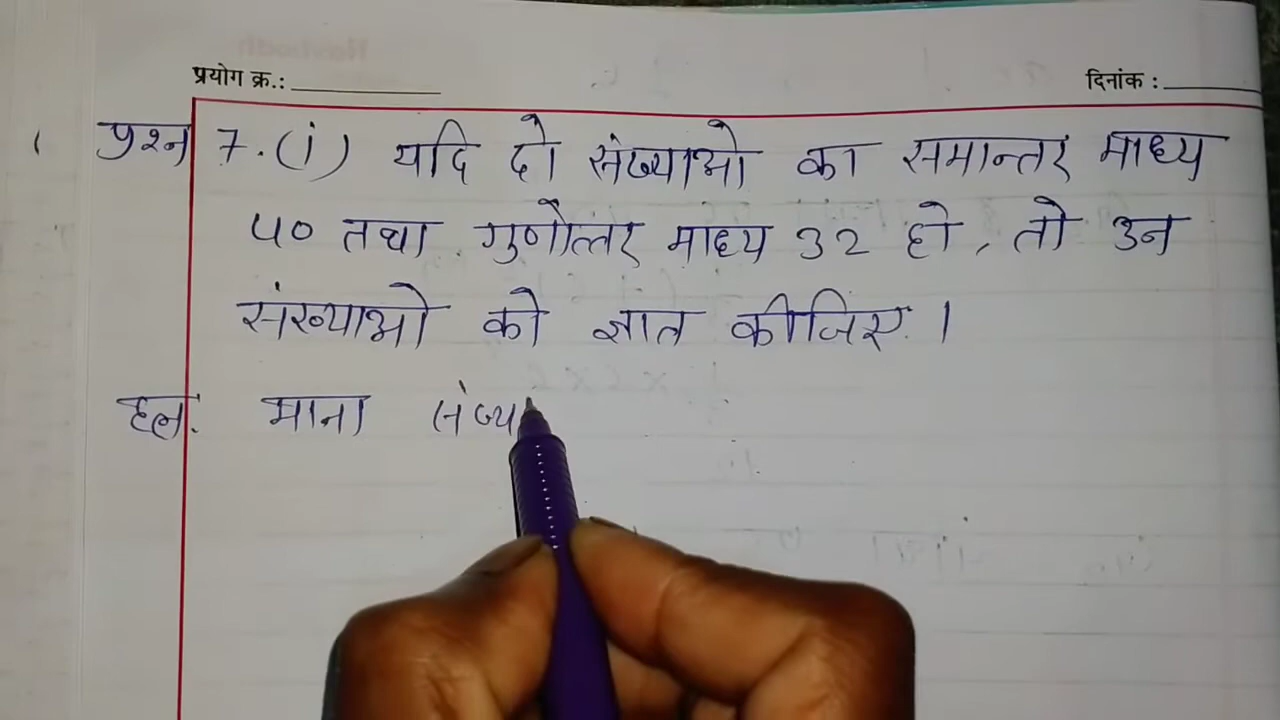 प्रयोग क्र.: दिनांक :
प्रश्न 7. (i) यदि दो संख्याओ का समान्तर माध्य
50 तथा गुणोत्तर माध्य 32 हो, तो उन
संख्याओ को ज्ञात कीजिए।
हल. माना